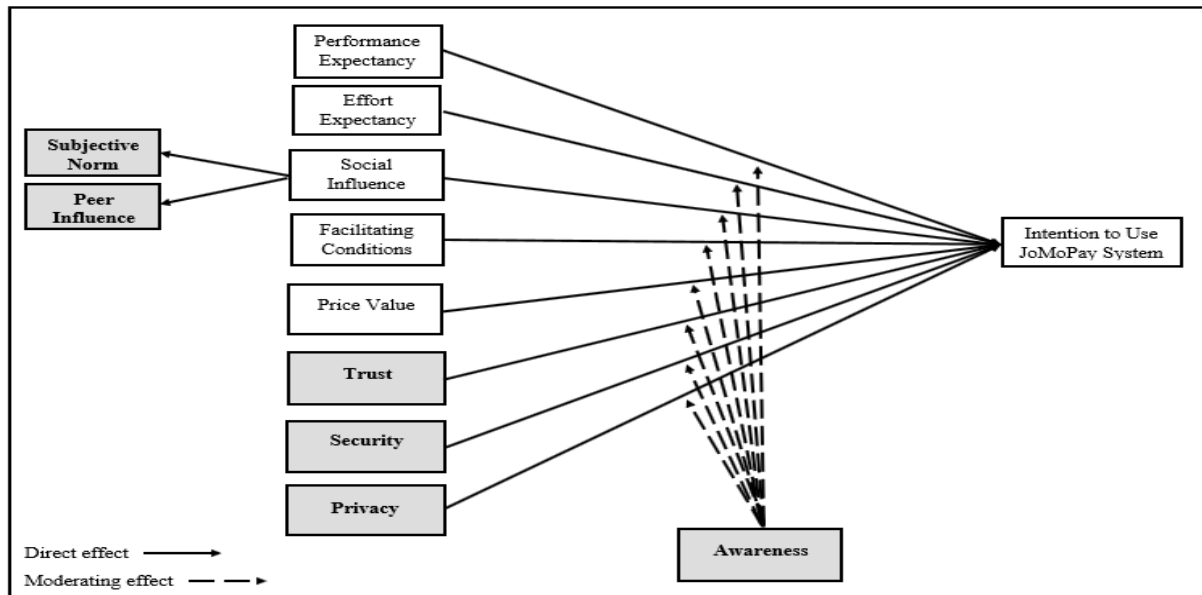 Performance
Expectancy
Effort
Expectancy
Subjective
Norm
Social
Influence
Peer
Influence
Facilitating
Conditions
Intention to Use
JoMoPay System
Price Value
Trust
Security
Privacy
Awareness
Direct effect
Moderating effect